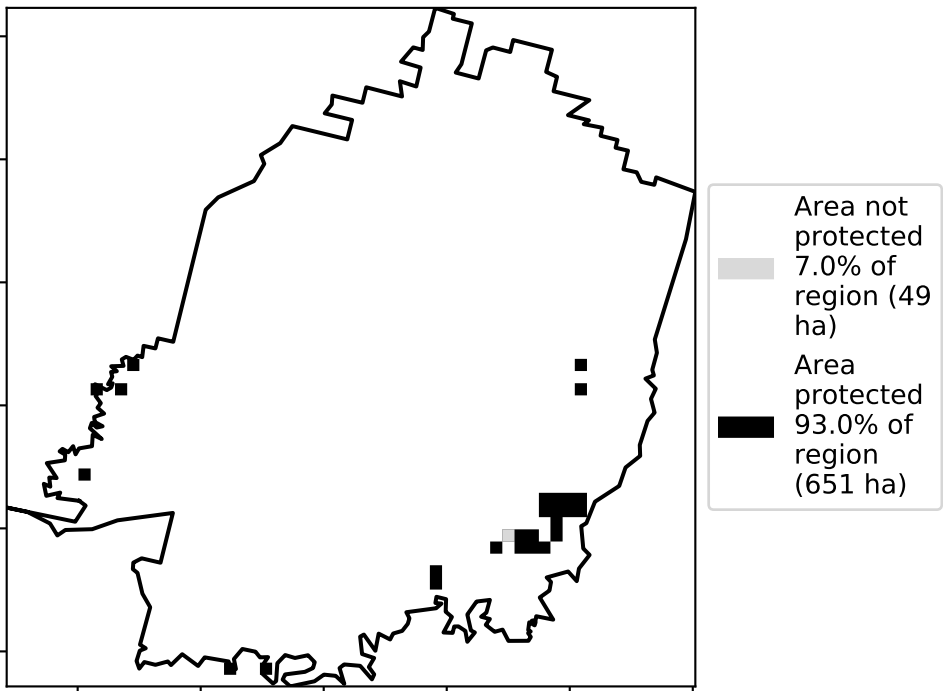 Area not
protected
7.0% of
region (49
ha)
Area
protected
93.0% of
region
(651 ha)